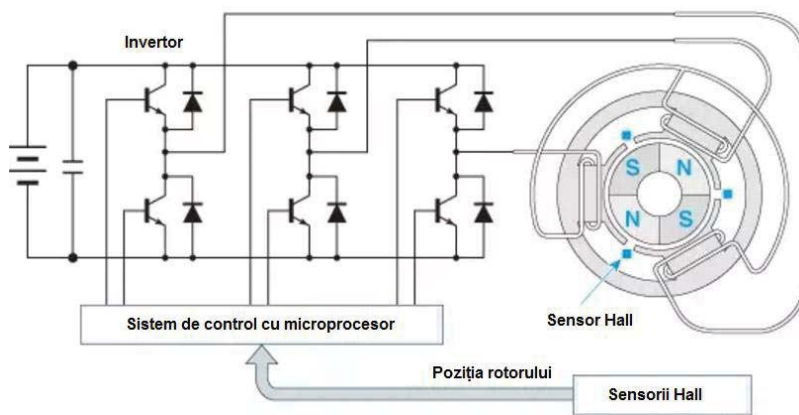 Invertor
S N
N S
Sistem de control cu microprocesor
Sensor Hall
Poziția rotorului
Sensorii Hall